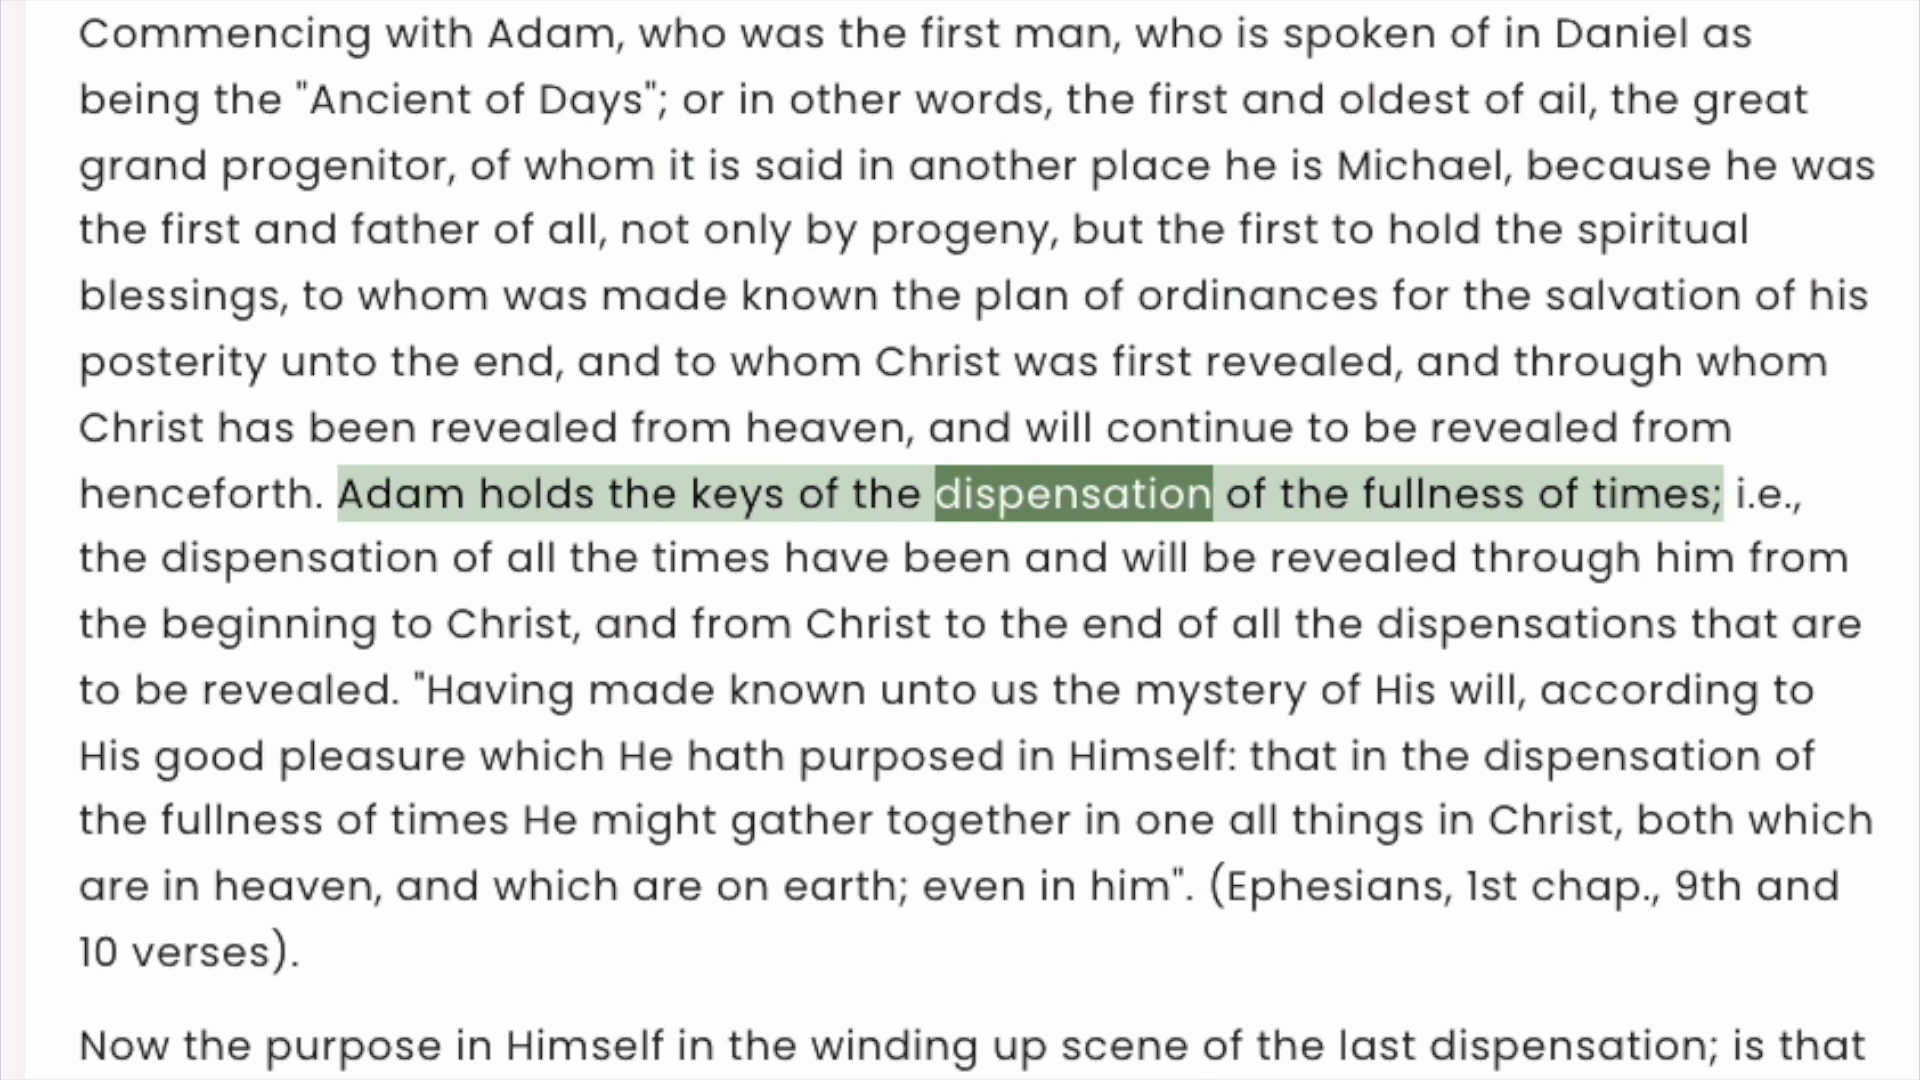 Commencing with Adam, who was the first man, who is spoken of in Daniel as
being the "Ancient of Days"; or in other words, the first and oldest of ail, the great
grand progenitor, of whom it is said in another place he is Michael, because he was
the first and father of all, not only by progeny, but the first to hold the spiritual
blessings, to whom was made known the plan of ordinances for the salvation of his
posterity unto the end, and to whom Christ was first revealed, and through whom
Christ has been revealed from heaven, and will continue to be revealed from
henceforth. Adam holds the keys of the dispensation of the fullness of times; i.e.,
the dispensation of all the times have been and will be revealed through him from
the beginning to Christ, and from Christ to the end of all the dispensations that are
to be revealed. "Having made known unto us the mystery of His will, according to
His good pleasure which He hath purposed in Himself: that in the dispensation of
the fullness of times He might gather together in one all things in Christ, both which
are in heaven, and which are on earth; even in him". (Ephesians, 1st chap., 9th and
10 verses).
Now the purpose in Himself in the winding up scene of the last dispensation; is that